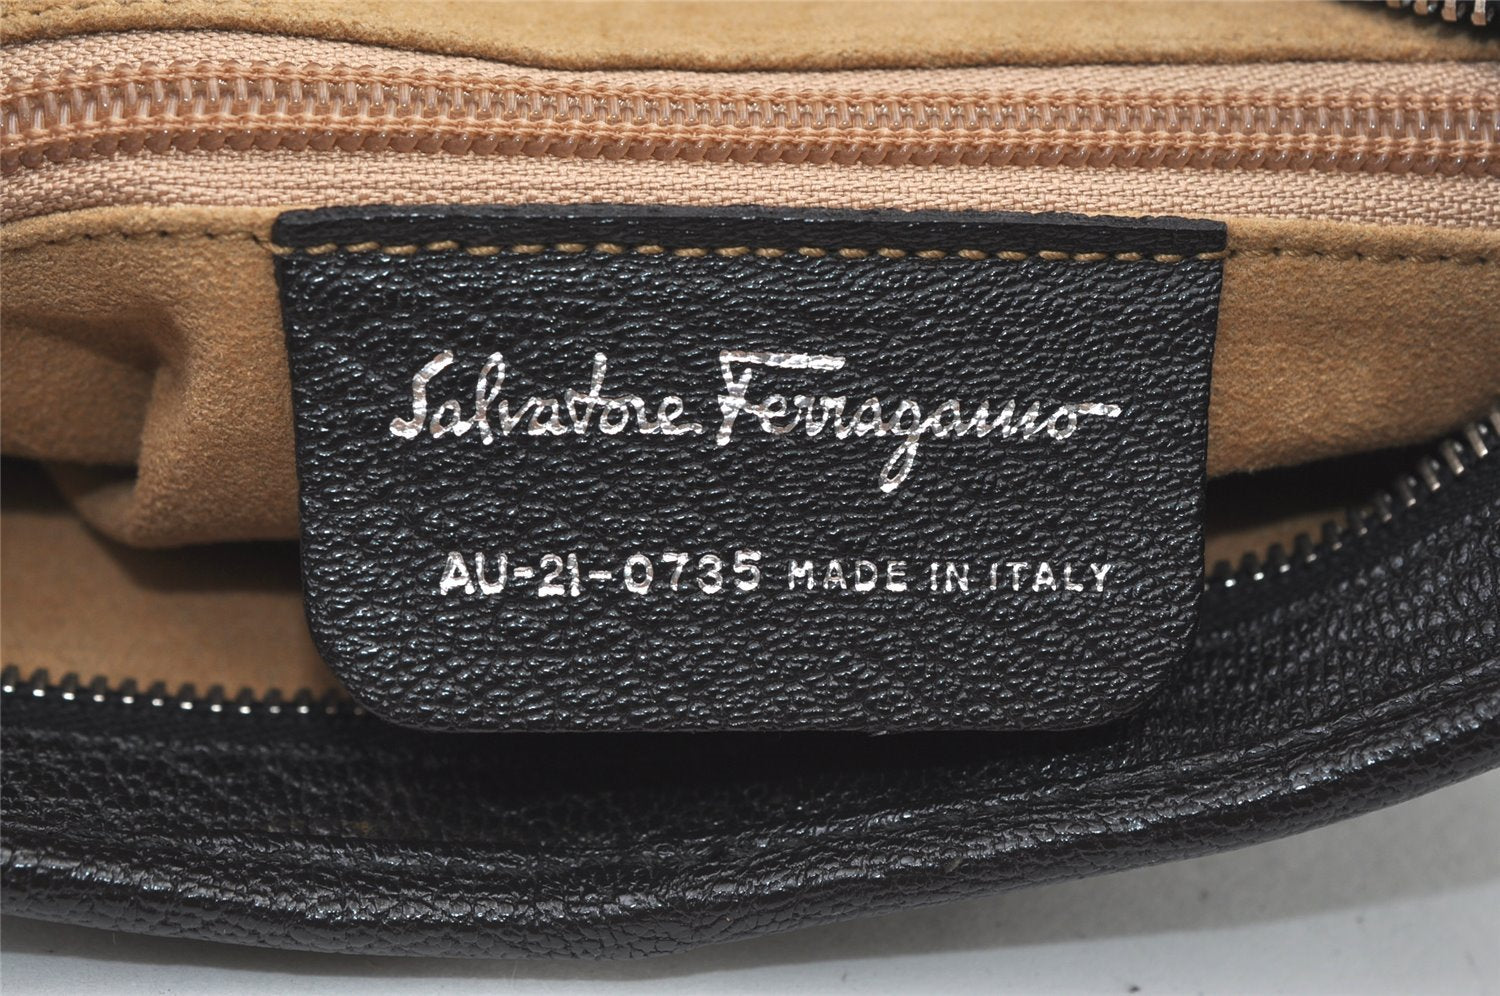 Salvatore Ferragamo
AU-21-0735 MADE IN ITALY